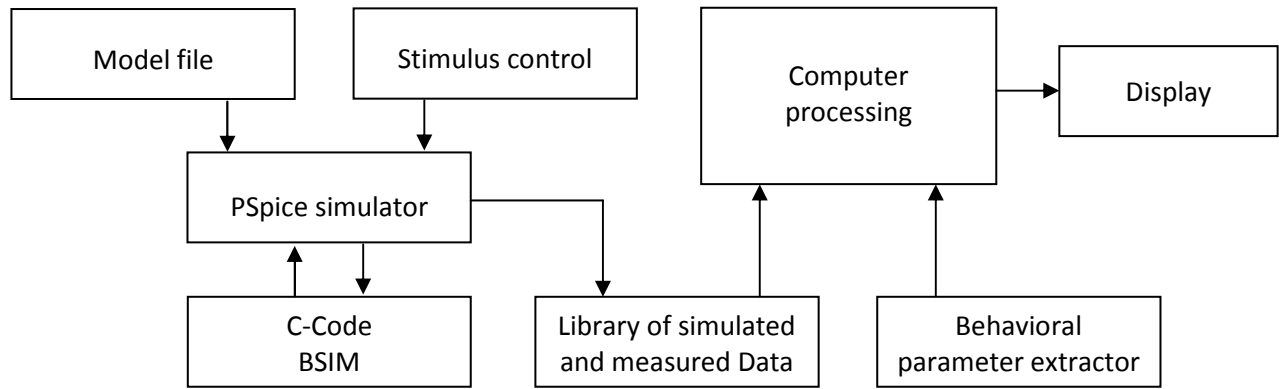 Model file
Stimulus control
Computer
processing
Display
PSpice simulator
C-Code
BSIM
Library of simulated
and measured Data
Behavioral
parameter extractor